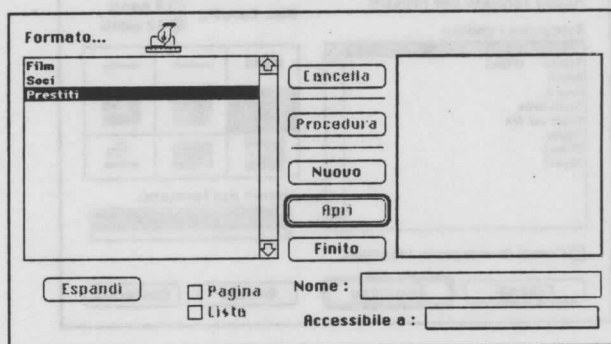 Formato...
Film
Soci
Prestiti
Cancella
Procedura
Nuovo
Apri
Finito
Espandi
Pagina
Lista
Nome :
Accessibile a :